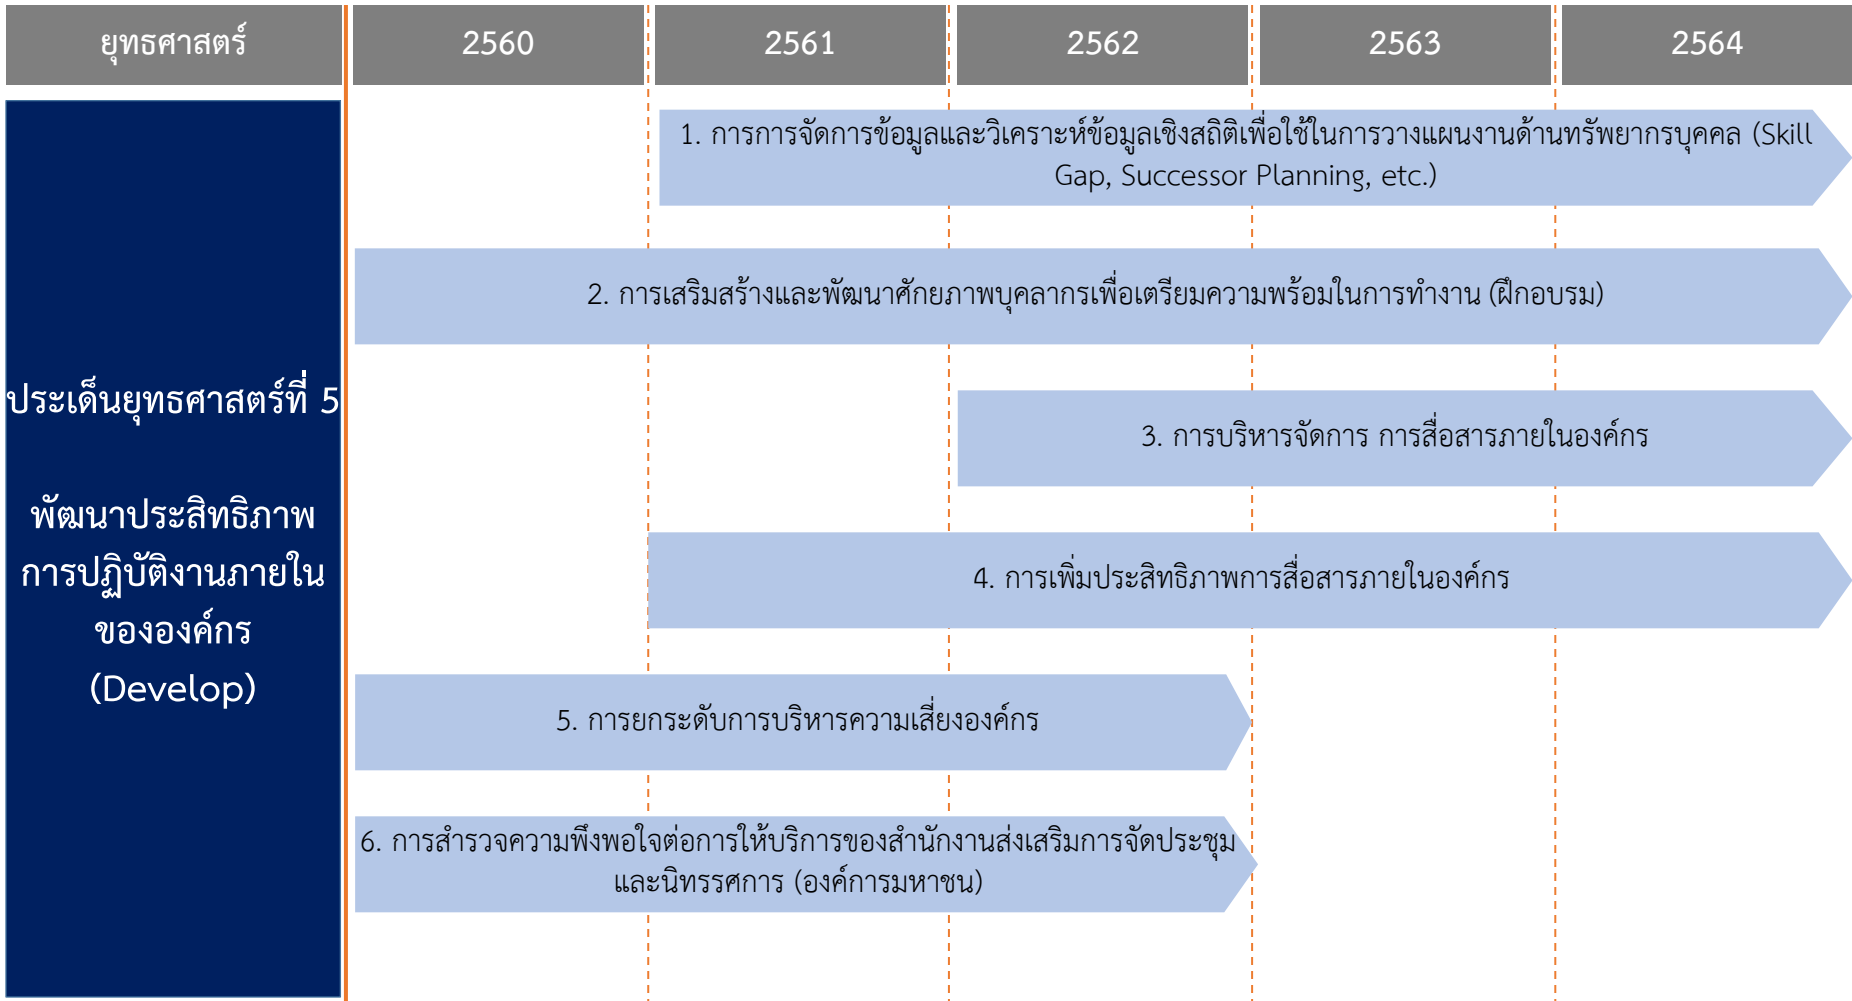 ยุทธศาสตร์
2560
2561
2562
2563
2564
ประเด็นยุทธศาสตร์ที่ 5
พัฒนาประสิทธิภาพ
การปฏิบัติงานภายใน
ขององค์กร
(Develop)
1. การการจัดการข้อมูลและวิเคราะห์ข้อมูลเชิงสถิติเพื่อใช้ในการวางแผนงานด้านทรัพยากรบุคคล (Skill
Gap, Successor Planning, etc.)
2. การเสริมสร้างและพัฒนาศักยภาพบุคลากรเพื่อเตรียมความพร้อมในการทำงาน (ฝึกอบรม)
3. การบริหารจัดการ การสื่อสารภายในองค์กร
4. การเพิ่มประสิทธิภาพการสื่อสารภายในองค์กร
5. การยกระดับการบริหารความเสี่ยงองค์กร
6. การสำรวจความพึงพอใจต่อการให้บริการของสำนักงานส่งเสริมการจัดประชุม
และนิทรรศการ (องค์การมหาชน)